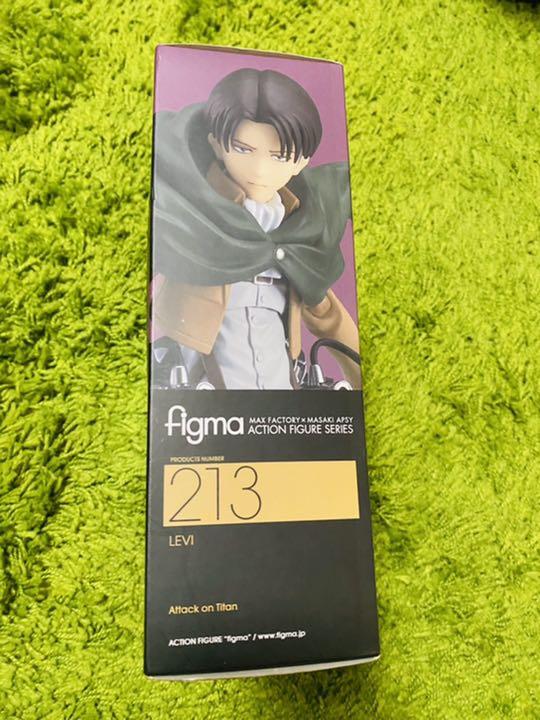 figma
MAX FACTORY × MASAKI APSY
ACTION FIGURE SERIES
PRODUCTS NUMBER
213
LEVI
Attack on Titan
ACTION FIGURE "figma" / www.figma.jp